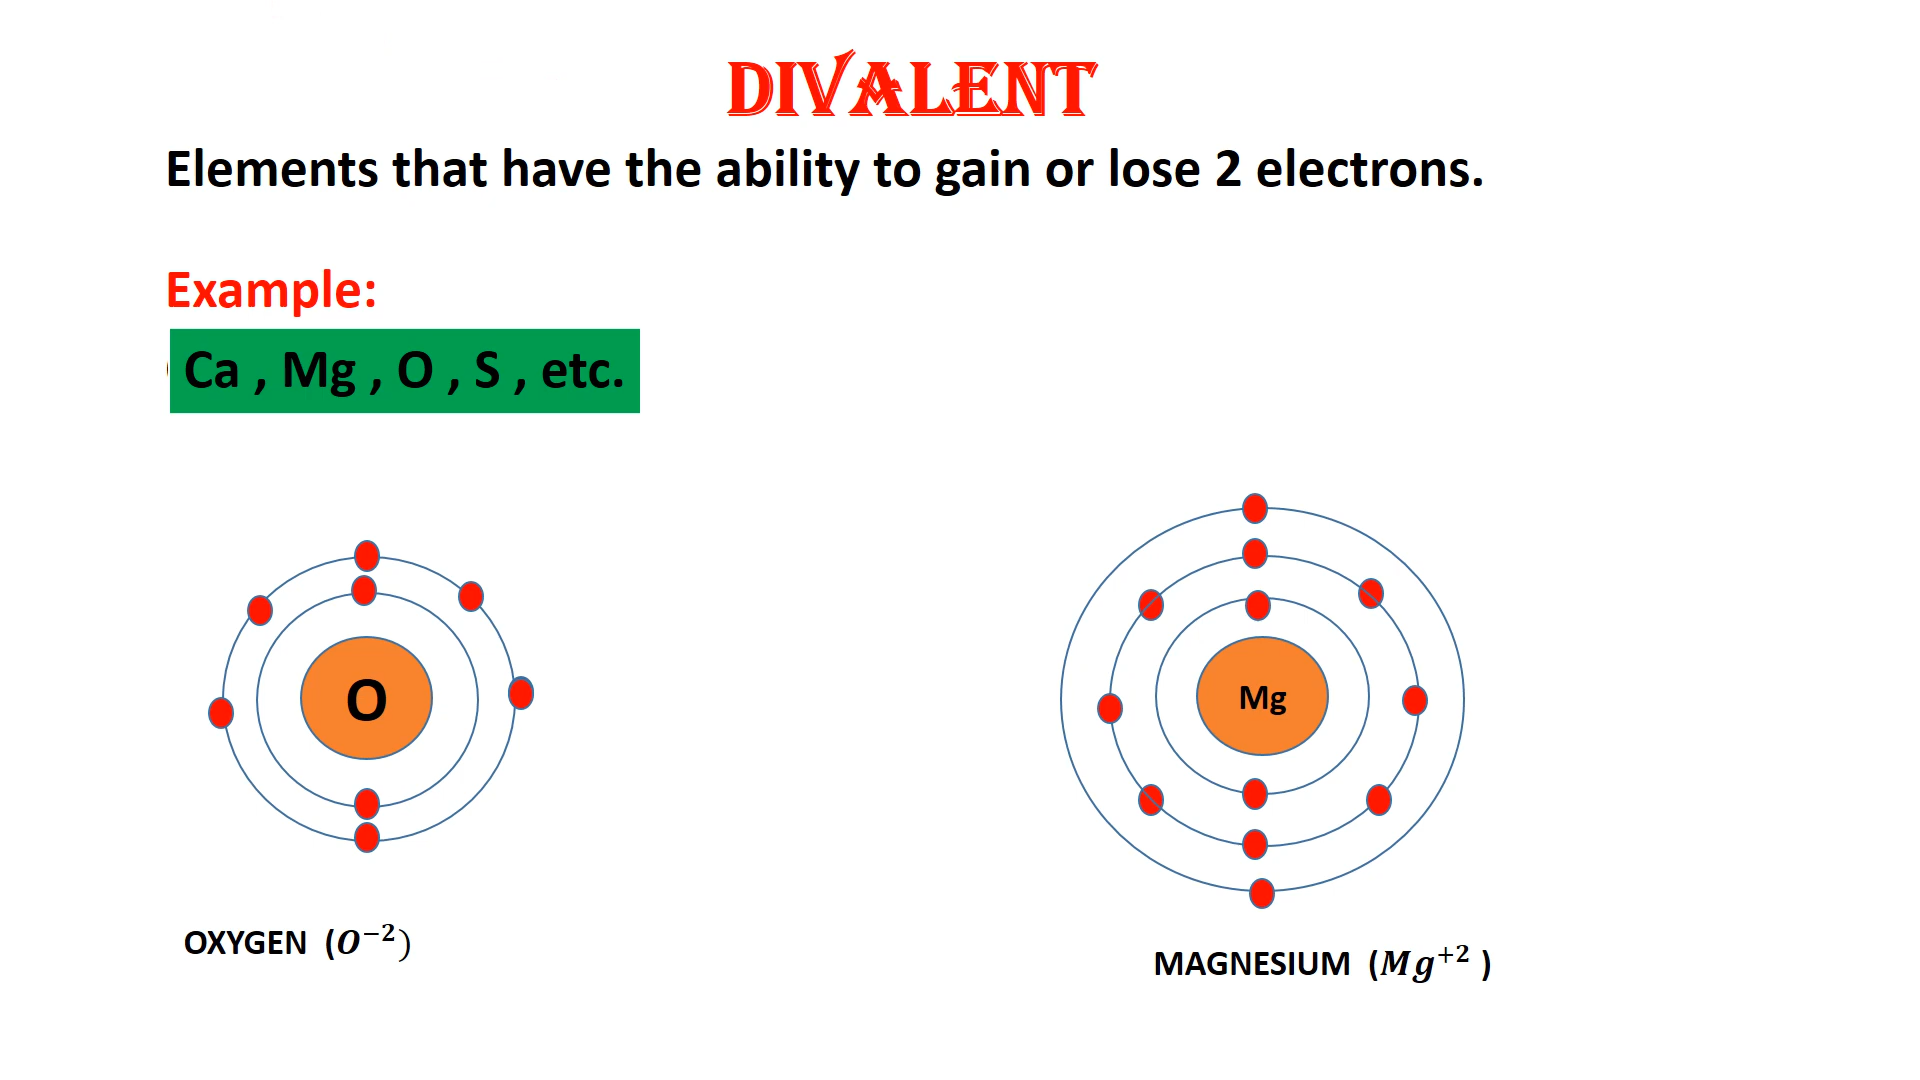 DIVALENT
Elements that have the ability to gain or lose 2 electrons.
Example:
Ca , Mg , O , S , etc.
O
Mg
OXYGEN (O⁻²)
MAGNESIUM (Mg⁺² )